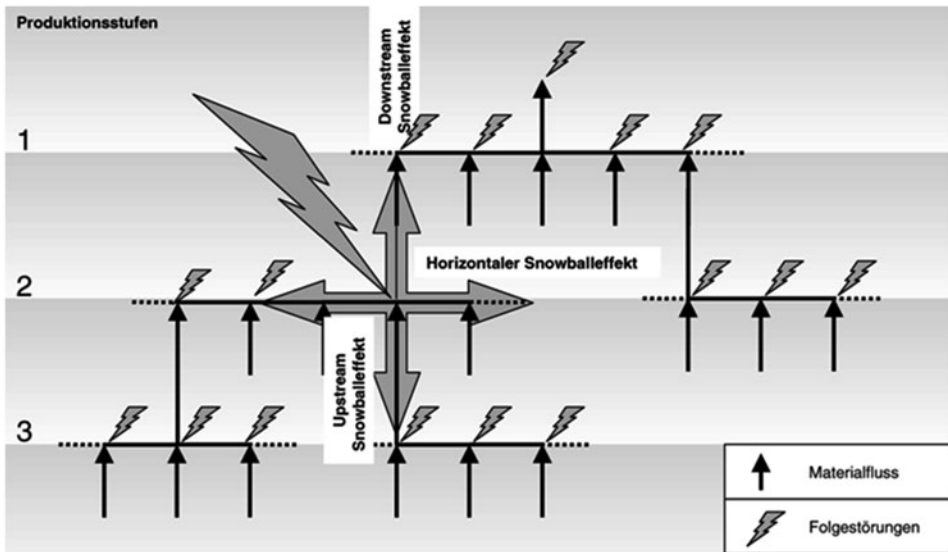 Produktionsstufen
Downstream
Snowballeffekt
1
Horizontaler Snowballeffekt
2
Upstream
Snowballeffekt
3
Materialfluss
Folgestörungen